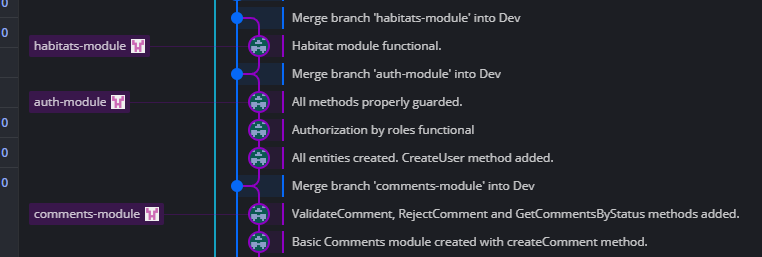 0
Merge branch 'habitats-module' into Dev
0
habitats-module
Habitat module functional.
Merge branch 'auth-module' into Dev
auth-module
All methods properly guarded.
0
Authorization by roles functional
0
All entities created. CreateUser method added.
0
Merge branch 'comments-module' into Dev
comments-module
ValidateComment, RejectComment and GetCommentsByStatus methods added.
Basic Comments module created with createComment method.